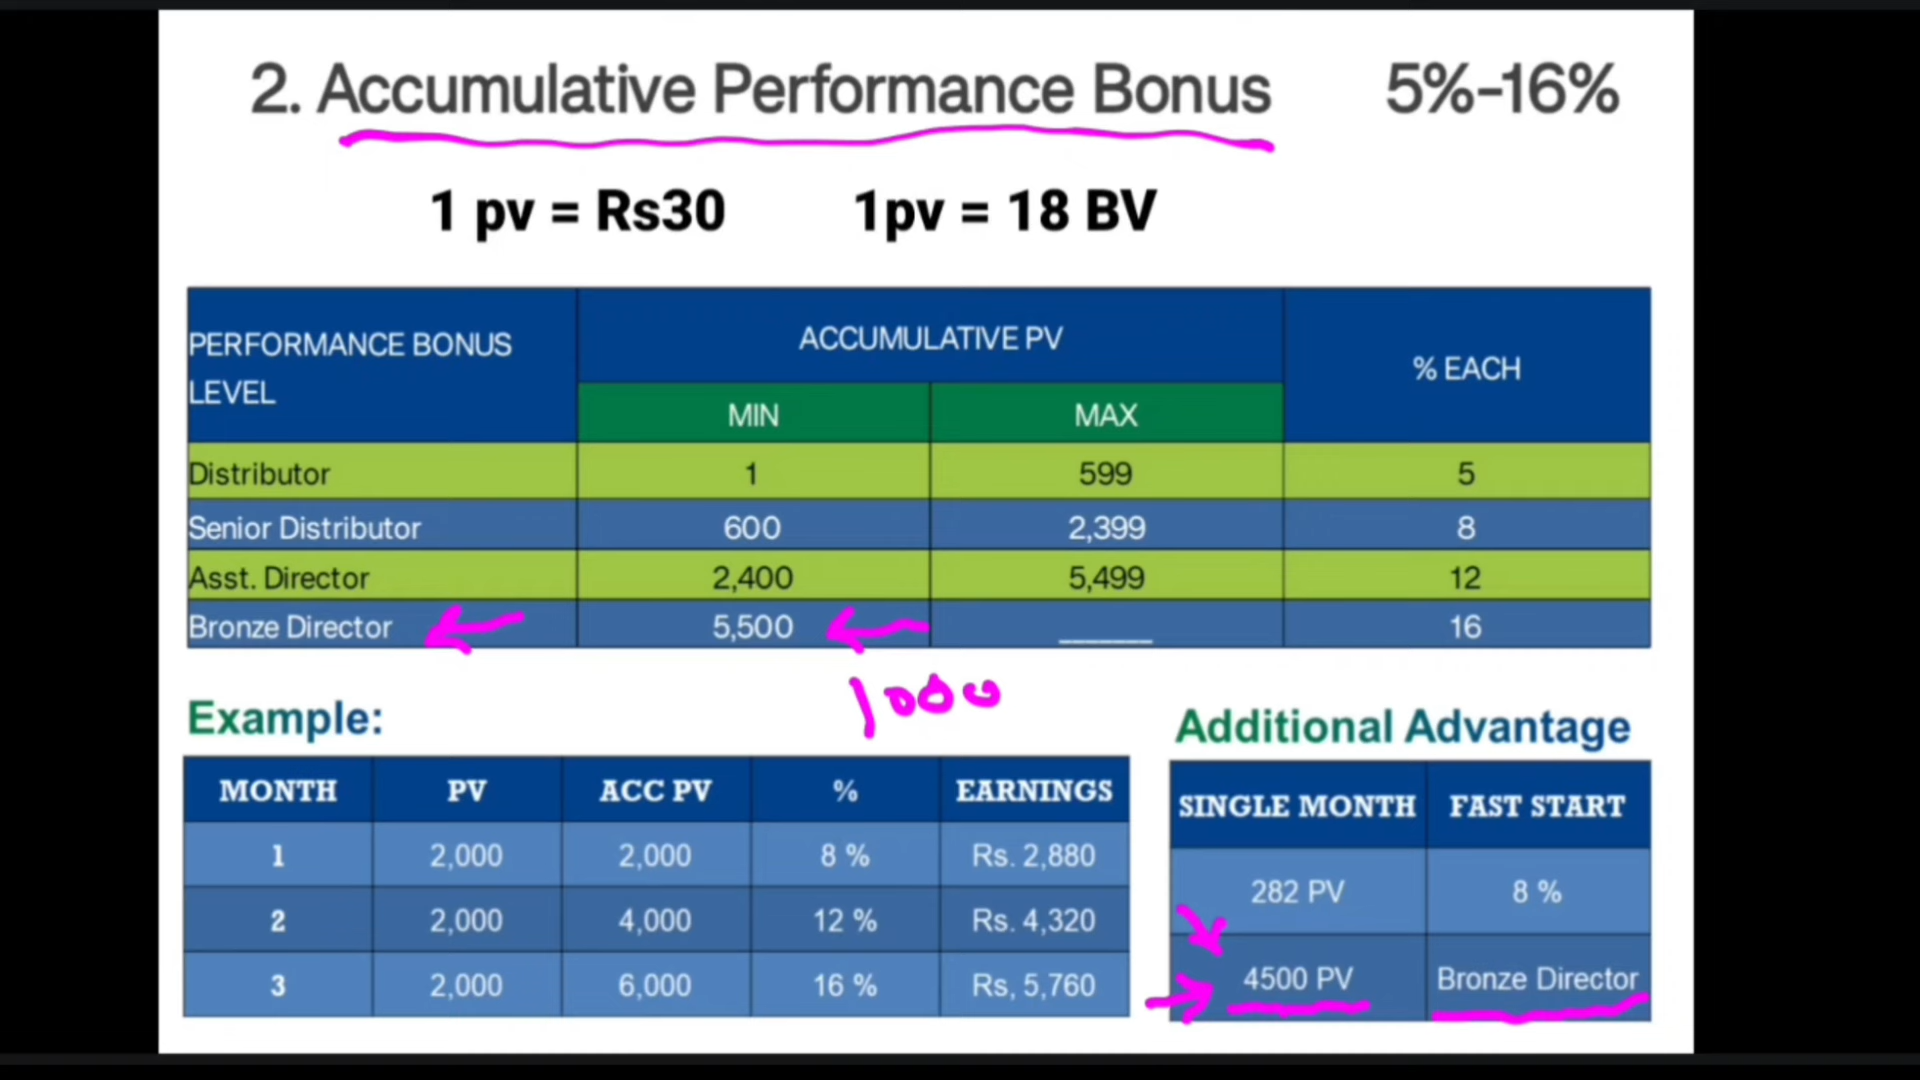 2. Accumulative Performance Bonus 5%-16%
1 pv = Rs30 1pv = 18 BV
PERFORMANCE BONUS LEVEL ACCUMULATIVE PV % EACH
MIN MAX
Distributor 1 599 5
Senior Distributor 600 2,399 8
Asst. Director 2,400 5,499 12
Bronze Director 5,500 _______ 16
1000
Example:
MONTH PV ACC PV % EARNINGS
1 2,000 2,000 8 % Rs. 2,880
2 2,000 4,000 12 % Rs. 4,320
3 2,000 6,000 16 % Rs, 5,760
Additional Advantage
SINGLE MONTH FAST START
282 PV 8 %
4500 PV Bronze Director